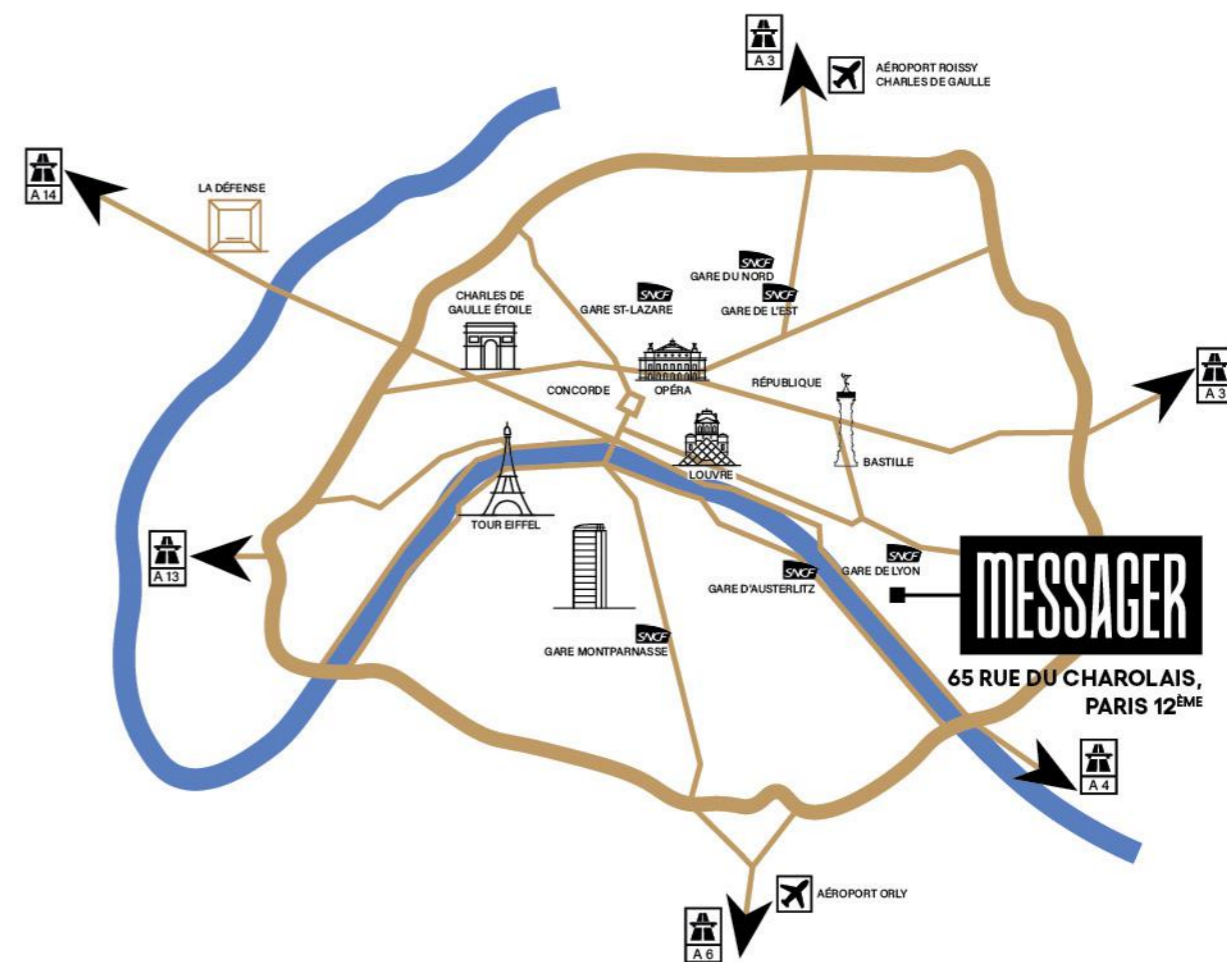 A 3
AÉROPORT ROISSY
CHARLES DE GAULLE
A 14
LA DÉFENSE
SNCF
GARE DU NORD
CHARLES DE
GAULLE ÉTOILE
SNCF
GARE ST-LAZARE
SNCF
GARE DE L'EST
A 3
CONCORDE
OPÉRA
RÉPUBLIQUE
LOUVRE
BASTILLE
TOUR EIFFEL
A 13
SNCF
GARE D'AUSTERLITZ
SNCF
GARE DE LYON
MESSAGER
65 RUE DU CHAROLAIS,
PARIS 12ÈME
SNCF
GARE MONTPARNASSE
A 4
AÉROPORT ORLY
A 6